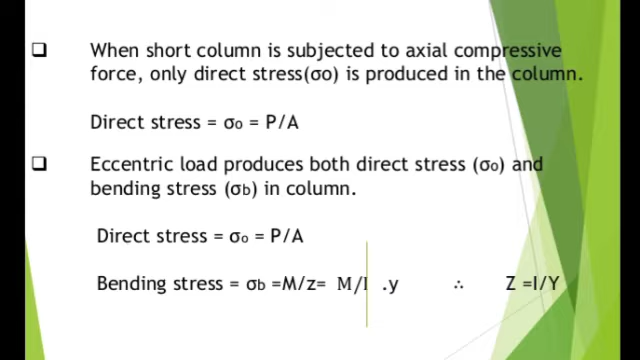 ❑ When short column is subjected to axial compressive
force, only direct stress(σo) is produced in the column.
Direct stress = σo = P/A
❑ Eccentric load produces both direct stress (σo) and
bending stress (σb) in column.
Direct stress = σo = P/A
Bending stress = σb =M/z= M/I .y ∴ Z =I/Y